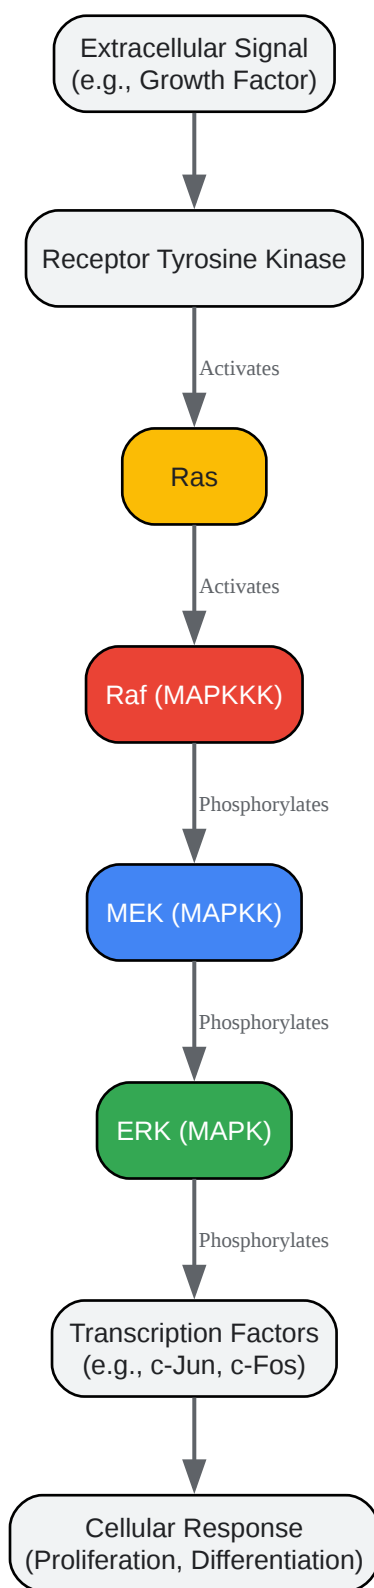 Extracellular Signal
(e.g., Growth Factor)
Receptor Tyrosine Kinase
Activates
Ras
Activates
Raf (MAPKKK)
Phosphorylates
MEK (MAPKK)
Phosphorylates
ERK (MAPK)
Phosphorylates
Transcription Factors
(e.g., c-Jun, c-Fos)
Cellular Response
(Proliferation, Differentiation)